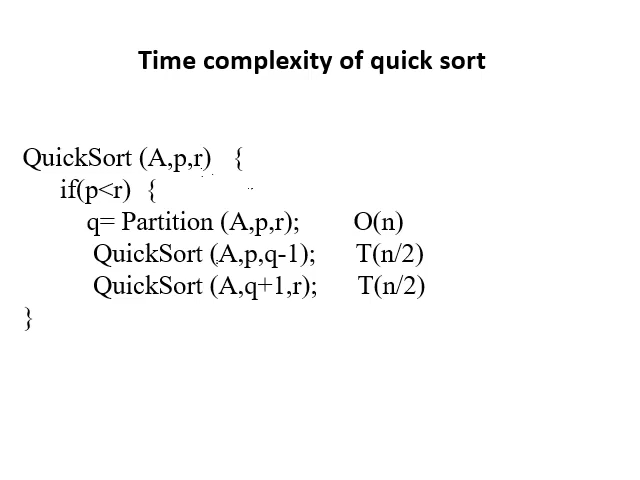 Time complexity of quick sort
QuickSort (A,p,r) {
if(p<r) {
q= Partition (A,p,r); O(n)
QuickSort (A,p,q-1); T(n/2)
QuickSort (A,q+1,r); T(n/2)
}